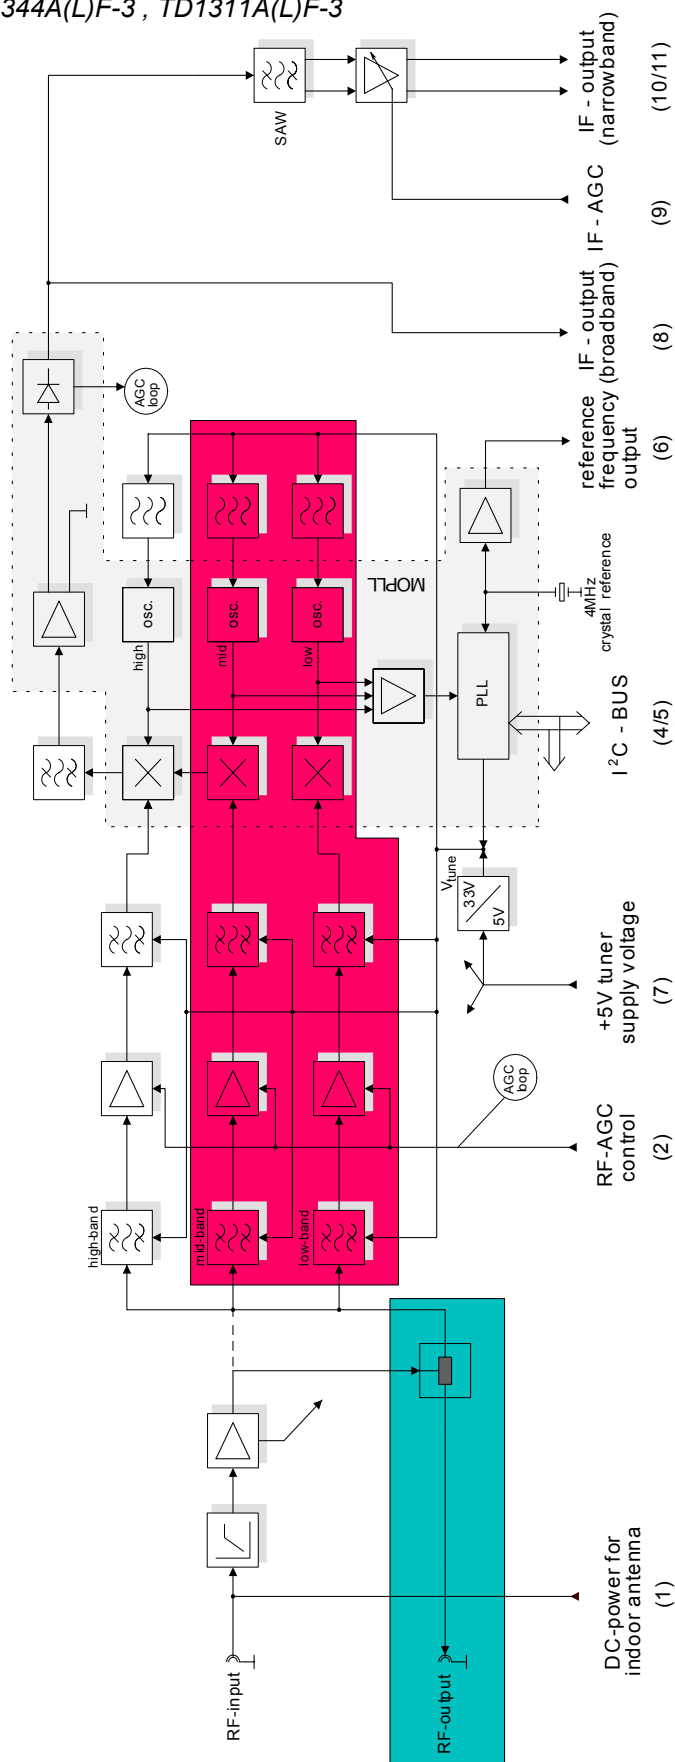 344A(L)F-3 , TD1311A(L)F-3
IF - output
(narrowband)
(10/11)
SAW
IF - AGC
(9)
IF - output
(broadband)
(8)
AGC
loop
reference
frequency
output
(6)
MOPLL
4MHz
crystal reference
osc.
high
osc.
mid
osc.
low
PLL
I²C - BUS
(4/5)
Vtune
33V
5V
+5V tuner
supply voltage
(7)
AGC
loop
RF-AGC
control
(2)
high-band
mid-band
low-band
RF-input
RF-output
DC-power for
indoor antenna
(1)